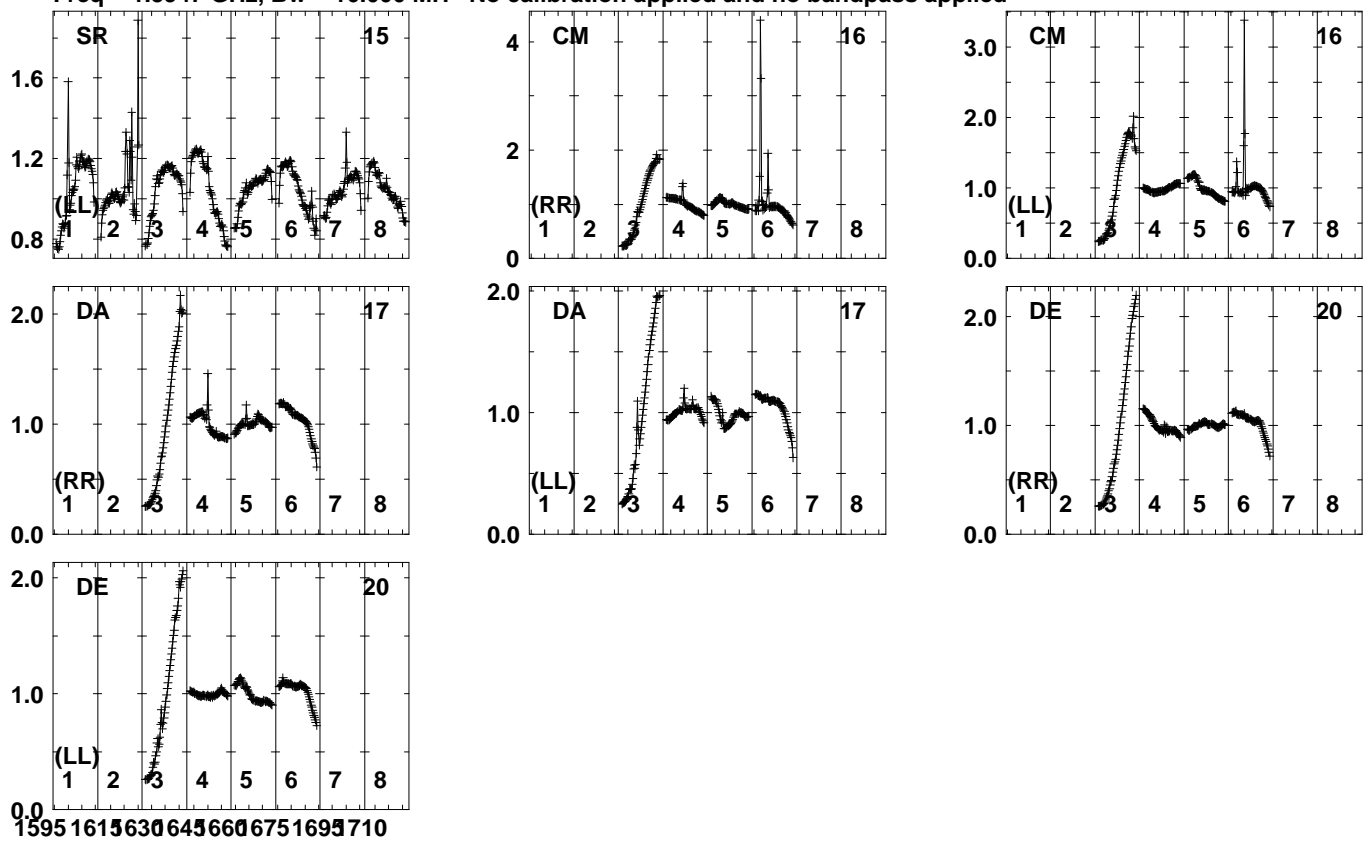 No calibration applied and no bandpass applied
SR 15
CM 16
CM 16
1.6
1.2
0.8
(LL)
1 2 3 4 5 6 7 8
4
2
0
(RR)
1 2 3 4 5 6 7 8
3.0
2.0
1.0
0.0
(LL)
1 2 3 4 5 6 7 8
DA 17
DA 17
DE 20
2.0
1.0
0.0
(RR)
1 2 3 4 5 6 7 8
2.0
1.0
0.0
(LL)
1 2 3 4 5 6 7 8
2.0
1.0
0.0
(RR)
1 2 3 4 5 6 7 8
DE 20
2.0
1.0
0.0
(LL)
1 2 3 4 5 6 7 8
1595 1615 1630 1645 1660 1675 1695 1710